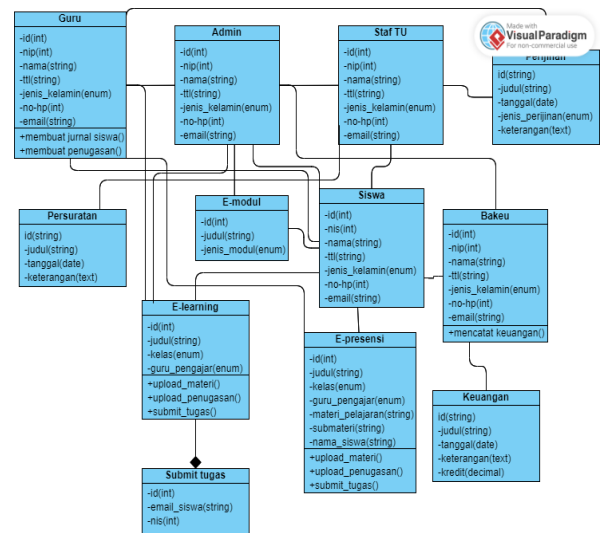 Guru
-id(int)
-nip(int)
-nama(string)
-ttl(string)
-jenis_kelamin(enum)
-no-hp(int)
-email(string)
+membuat jurnal siswa()
+membuat penugasan()
Admin
-id(int)
-nip(int)
-nama(string)
-ttl(string)
-jenis_kelamin(enum)
-no-hp(int)
-email(string)
Staf TU
-id(int)
-nip(int)
-nama(string)
-ttl(string)
-jenis_kelamin(enum)
-no-hp(int)
-email(string)
Made with
VisualParadigm
For non-commercial use
Perijinan
id(string)
-judul(string)
-tanggal(date)
-jenis_perijinan(enum)
-keterangan(text)
Persuratan
id(string)
-judul(string)
-tanggal(date)
-keterangan(text)
E-modul
-id(int)
-judul(string)
-jenis_modul(enum)
Siswa
-id(int)
-nis(int)
-nama(string)
-ttl(string)
-jenis_kelamin(enum)
-no-hp(int)
-email(string)
Bakeu
-id(int)
-nip(int)
-nama(string)
-ttl(string)
-jenis_kelamin(enum)
-no-hp(int)
-email(string)
+mencatat keuangan()
E-learning
-id(int)
-judul(string)
-kelas(enum)
-guru_pengajar(enum)
+upload_materi()
+upload_penugasan()
+submit_tugas()
E-presensi
-id(int)
-judul(string)
-kelas(enum)
-guru_pengajar(enum)
-materi_pelajaran(string)
-submateri(string)
-nama_siswa(string)
+upload_materi()
+upload_penugasan()
+submit_tugas()
Keuangan
id(string)
-judul(string)
-tanggal(date)
-keterangan(text)
-kredit(decimal)
Submit tugas
-id(int)
-email_siswa(string)
-nis(int)